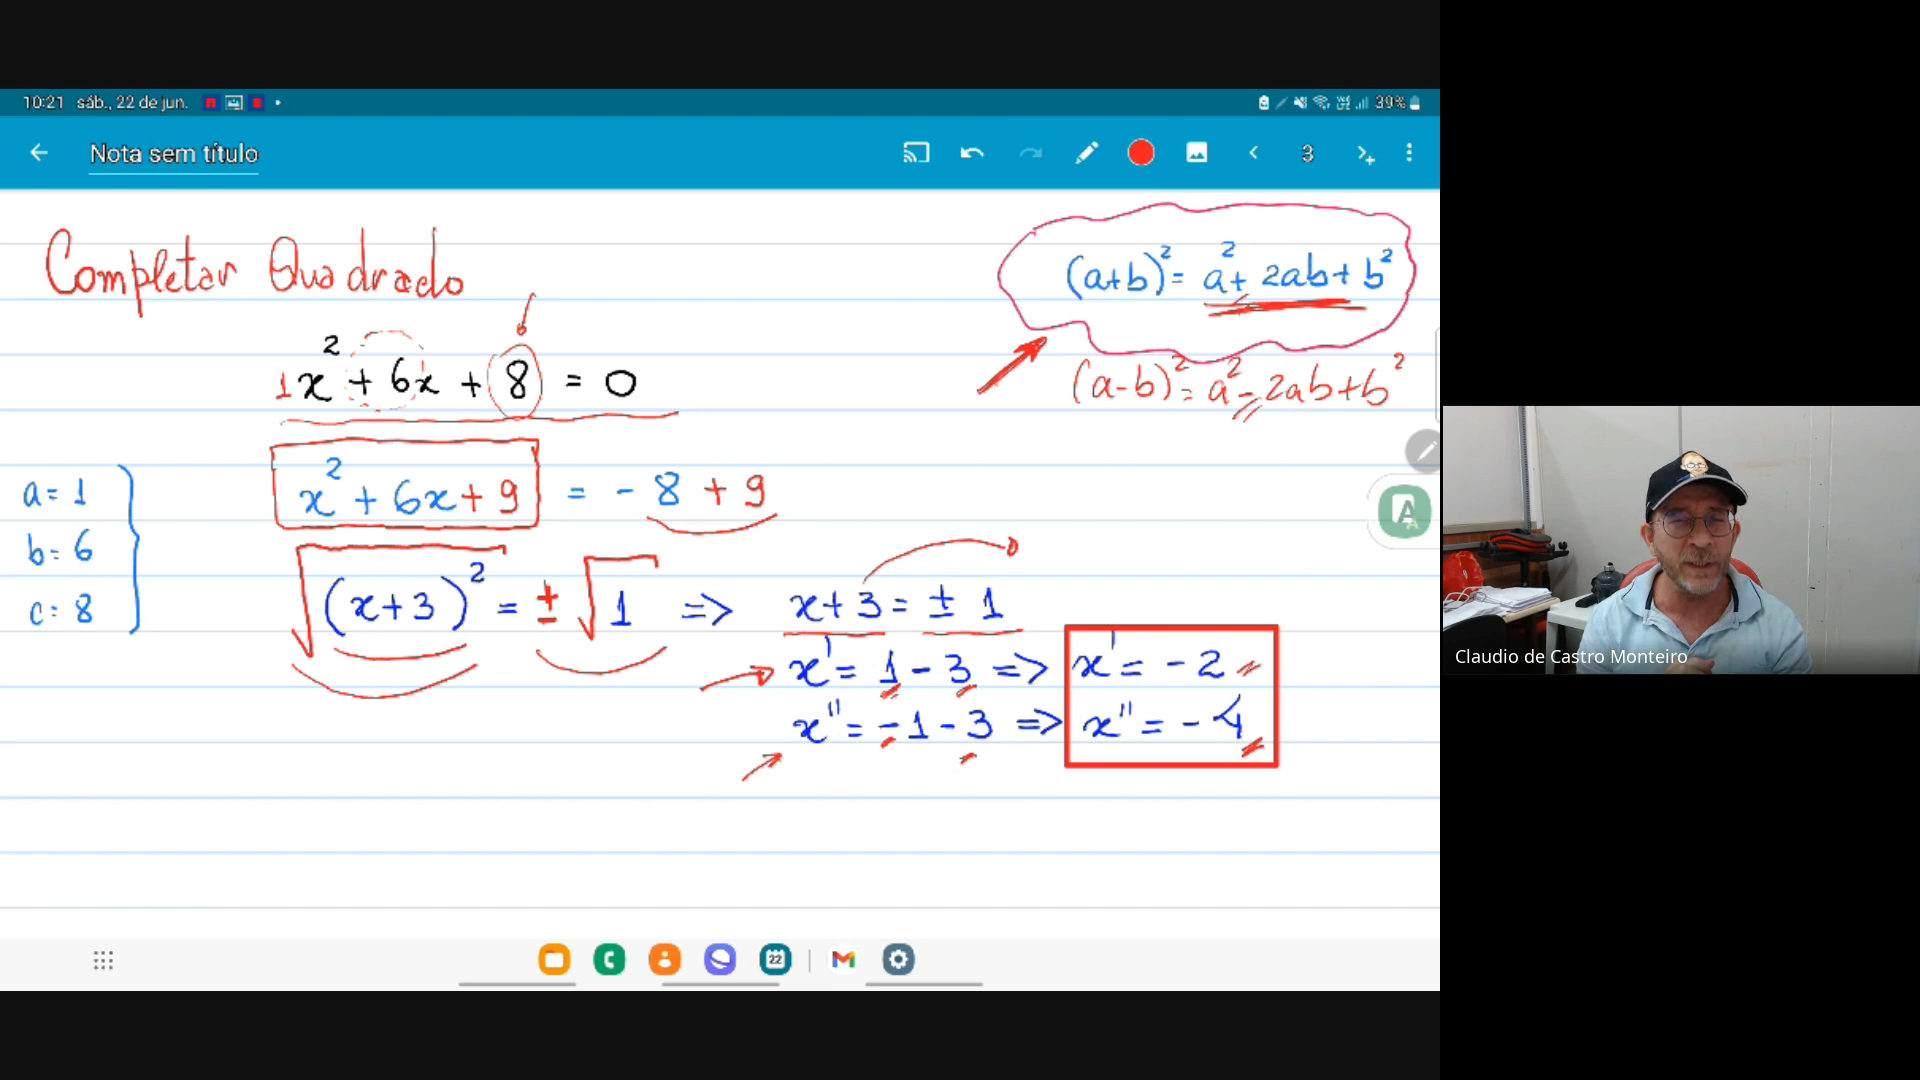 10:21 sáb., 22 de jun. 39%
Nota sem título 3
Completar Quadrado
(a+b)² = a² + 2ab + b²
1x² + 6x + 8 = 0
(a-b)² = a² - 2ab + b²
x² + 6x + 9 = - 8 + 9
a = 1
b = 6
c = 8
√(x+3)² = ± √1 => x + 3 = ± 1
x' = 1 - 3 => x' = - 2
x'' = - 1 - 3 => x'' = - 4
Claudio de Castro Monteiro
22